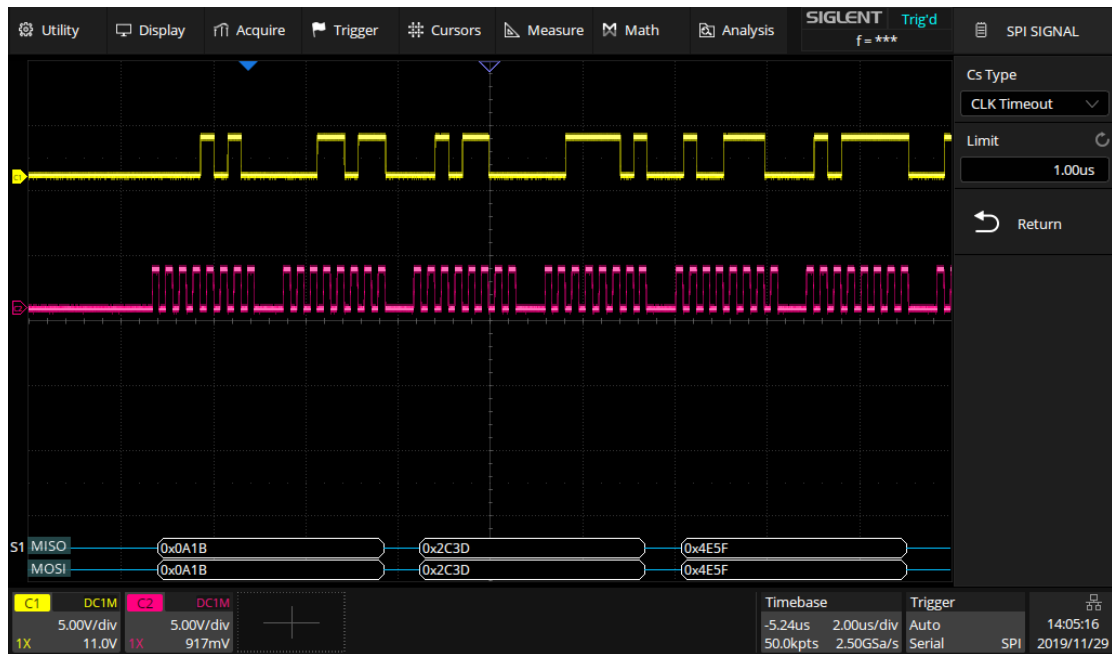 Utility Display Acquire Trigger Cursors Measure Math Analysis
SIGLENT Trig'd
f = ***
SPI SIGNAL
Cs Type
CLK Timeout
Limit
1.00us
Return
C1
C2
S1 MISO 0x0A1B 0x2C3D 0x4E5F
MOSI 0x0A1B 0x2C3D 0x4E5F
C1 DC1M
5.00V/div
1X 11.0V
C2 DC1M
5.00V/div
1X 917mV
Timebase
-5.24us 2.00us/div
50.0kpts 2.50GSa/s
Trigger
Auto
Serial SPI
14:05:16
2019/11/29